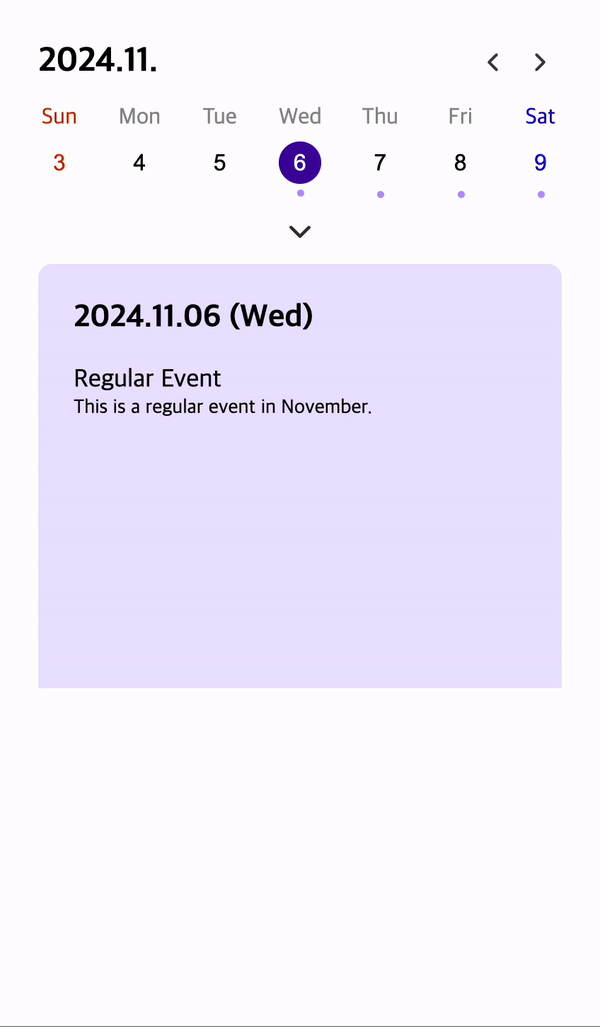 2024.11.
Sun Mon Tue Wed Thu Fri Sat
3 4 5 6 7 8 9
2024.11.06 (Wed)
Regular Event
This is a regular event in November.